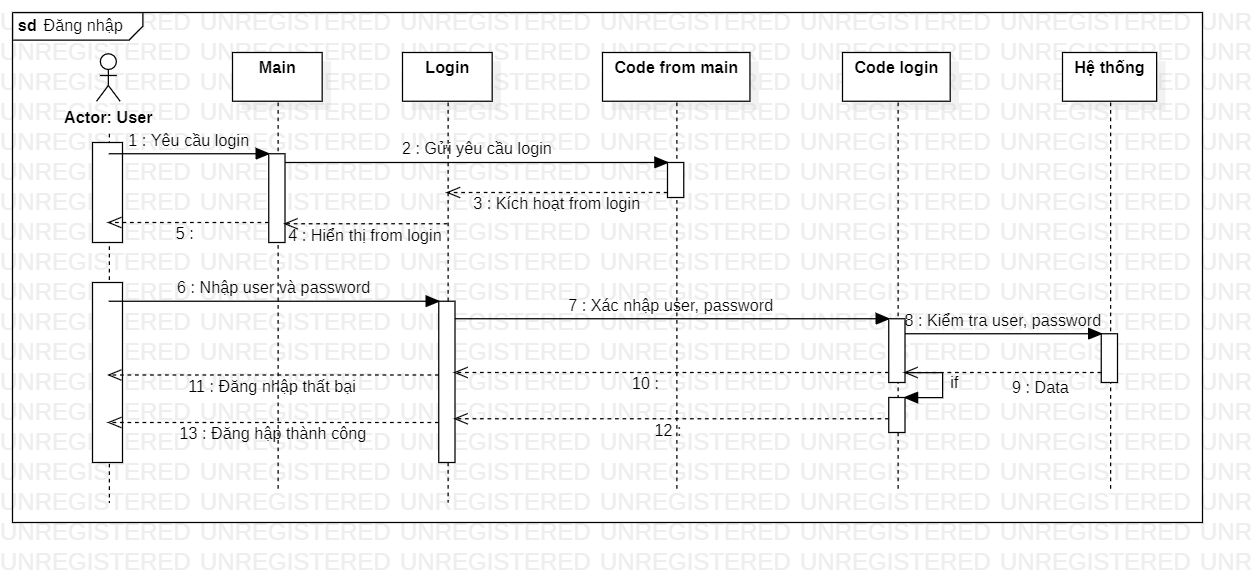 sd Đăng nhập
Main
Login
Code from main
Code login
Hệ thống
Actor: User
1 : Yêu cầu login
2 : Gửi yêu cầu login
3 : Kích hoạt from login
4 : Hiển thị from login
5 :
6 : Nhập user và password
7 : Xác nhập user, password
8 : Kiểm tra user, password
if
9 : Data
10 :
11 : Đăng nhập thất bại
12 :
13 : Đăng hập thành công
UNREGISTERED